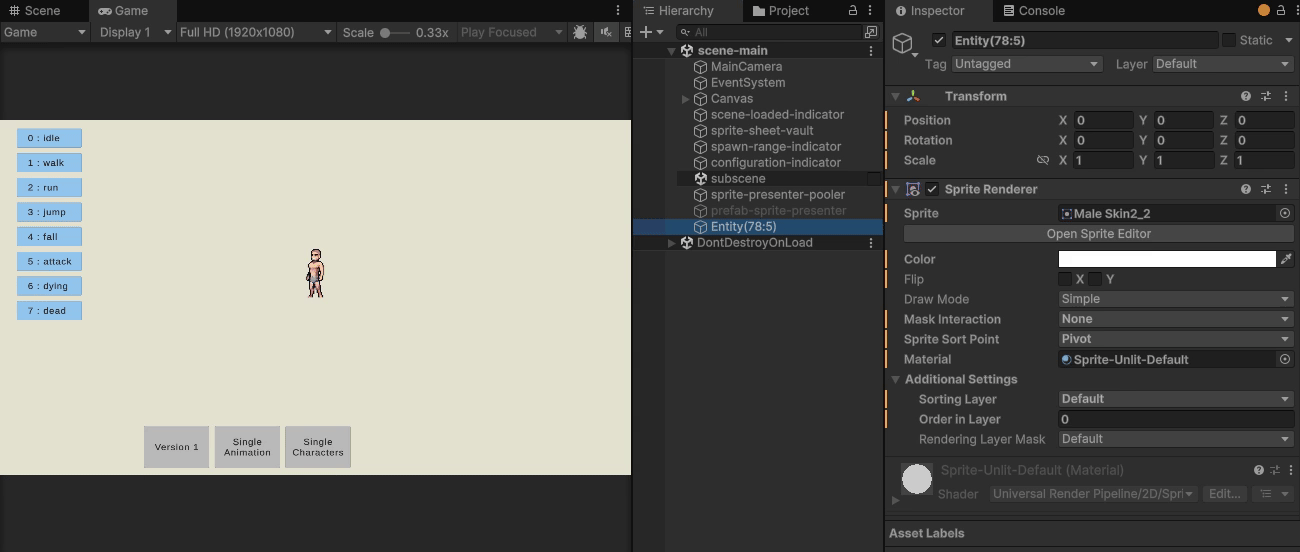 Scene
Game
Game
Display 1
Full HD (1920x1080)
Scale
0.33x
Play Focused
0 : idle
1 : walk
2 : run
3 : jump
4 : fall
5 : attack
6 : dying
7 : dead
Version 1
Single
Animation
Single
Characters
Hierarchy
Project
All
scene-main
MainCamera
EventSystem
Canvas
scene-loaded-indicator
sprite-sheet-vault
spawn-range-indicator
configuration-indicator
subscene
sprite-presenter-pooler
prefab-sprite-presenter
Entity(78:5)
DontDestroyOnLoad
Inspector
Console
Entity(78:5)
Static
Tag Untagged
Layer Default
Transform
Position X 0 Y 0 Z 0
Rotation X 0 Y 0 Z 0
Scale X 1 Y 1 Z 1
Sprite Renderer
Sprite Male Skin2_2
Open Sprite Editor
Color
Flip X Y
Draw Mode Simple
Mask Interaction None
Sprite Sort Point Pivot
Material Sprite-Unlit-Default
Additional Settings
Sorting Layer Default
Order in Layer 0
Rendering Layer Mask Default
Sprite-Unlit-Default (Material)
Shader Universal Render Pipeline/2D/Spri Edit...
Asset Labels